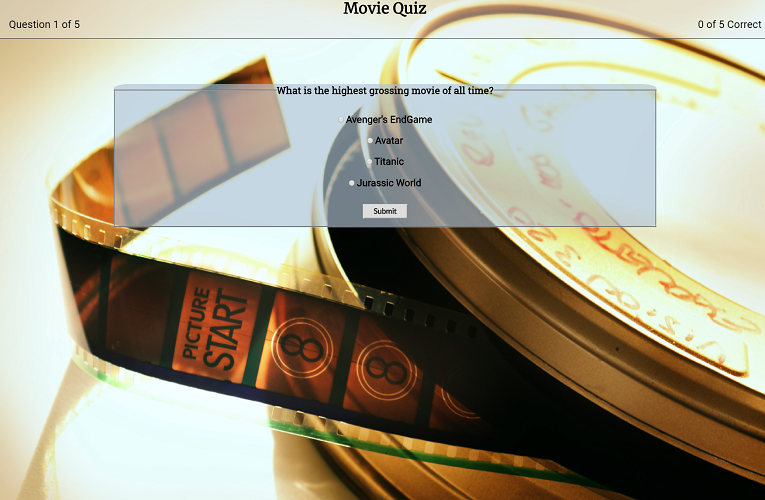 Movie Quiz
Question 1 of 5
0 of 5 Correct
What is the highest grossing movie of all time?
Avenger's EndGame
Avatar
Titanic
Jurassic World
Submit
PICTURE
START
8
8